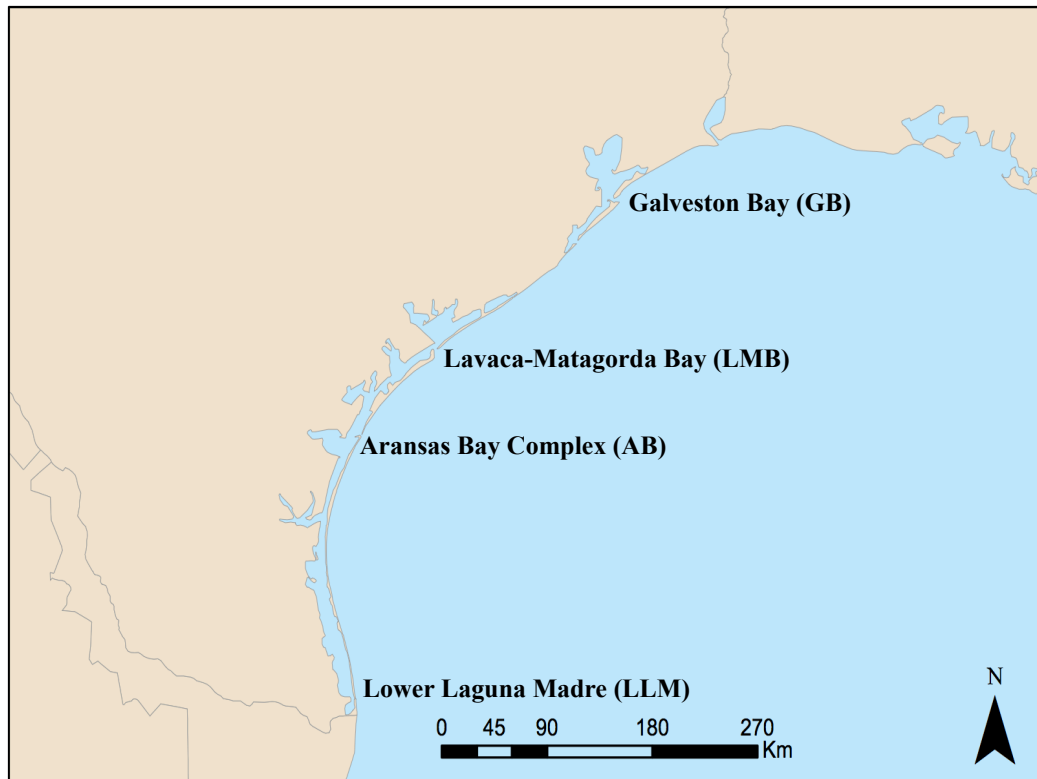 Galveston Bay (GB)
Lavaca-Matagorda Bay (LMB)
Aransas Bay Complex (AB)
Lower Laguna Madre (LLM)
N
0 45 90 180 270
Km